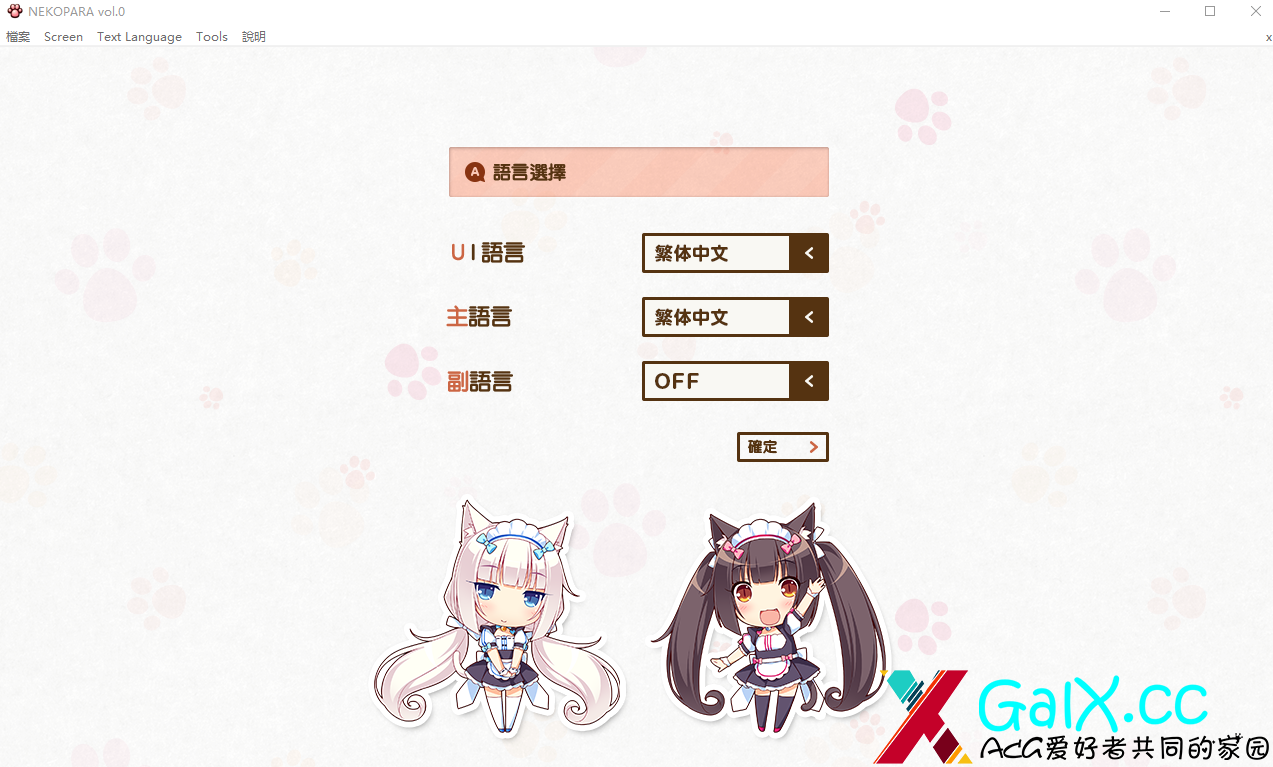 NEKOPARA vol.0
檔案 Screen Text Language Tools 說明 x
A 語言選擇
UI語言 繁体中文
主語言 繁体中文
副語言 OFF
確定
GalX.cc
ACG爱好者共同的家园